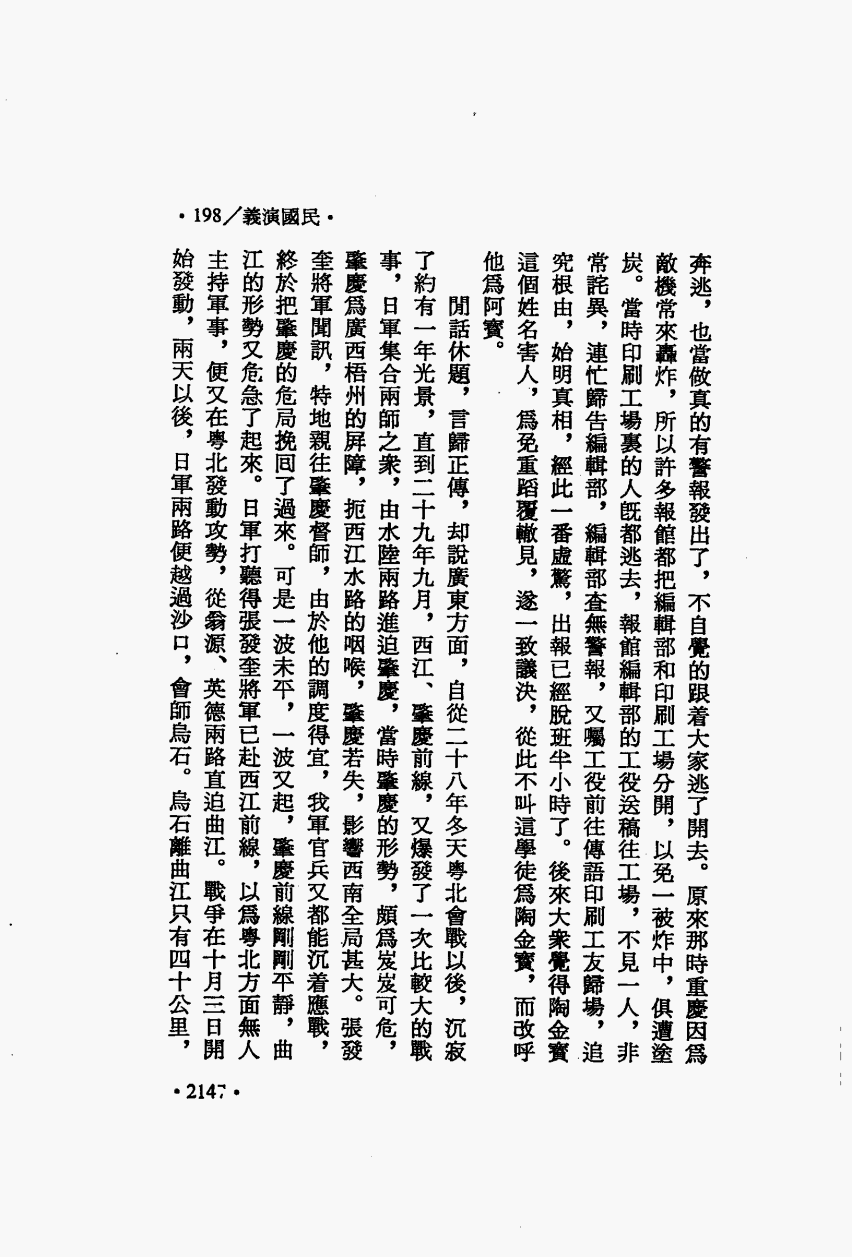 ・198／義演國民・
奔逃，也當做真的有警報發出了，不自覺的跟着大家逃了開去。原來那時重慶因爲
敵機常來轟炸，所以許多報館都把編輯部和印刷工場分開，以免一被炸中，俱遭塗
炭。當時印刷工場裏的人旣都逃去，報館編輯部的工役送稿往工場，不見一人，非
常詫異，連忙歸告編輯部，編輯部查無警報，又囑工役前往傳語印刷工友歸場，追
究根由，始明真相，經此一番虛驚，出報已經脫班半小時了。後來大衆覺得陶金寶
這個姓名害人，爲免重蹈覆轍見，遂一致議決，從此不叫這學徒爲陶金寶，而改呼
他爲阿寶。
閒話休題，言歸正傳，却說廣東方面，自從二十八年冬天粵北會戰以後，沉寂
了約有一年光景，直到二十九年九月，西江、肇慶前線，又爆發了一次比較大的戰
事，日軍集合兩師之衆，由水陸兩路進迫肇慶，當時肇慶的形勢，頗爲岌岌可危，
肇慶爲廣西梧州的屏障，扼西江水路的咽喉，肇慶若失，影響西南全局甚大。張發
奎將軍聞訊，特地親往肇慶督師，由於他的調度得宜，我軍官兵又都能沉着應戰，
終於把肇慶的危局挽回了過來。可是一波未平，一波又起，肇慶前線剛剛平靜，曲
江的形勢又危急了起來。日軍打聽得張發奎將軍已赴西江前線，以爲粵北方面無人
主持軍事，便又在粵北發動攻勢，從翁源、英德兩路直迫曲江。戰爭在十月三日開
始發動，兩天以後，日軍兩路便越過沙口，會師烏石。烏石離曲江只有四十公里，
・2147・